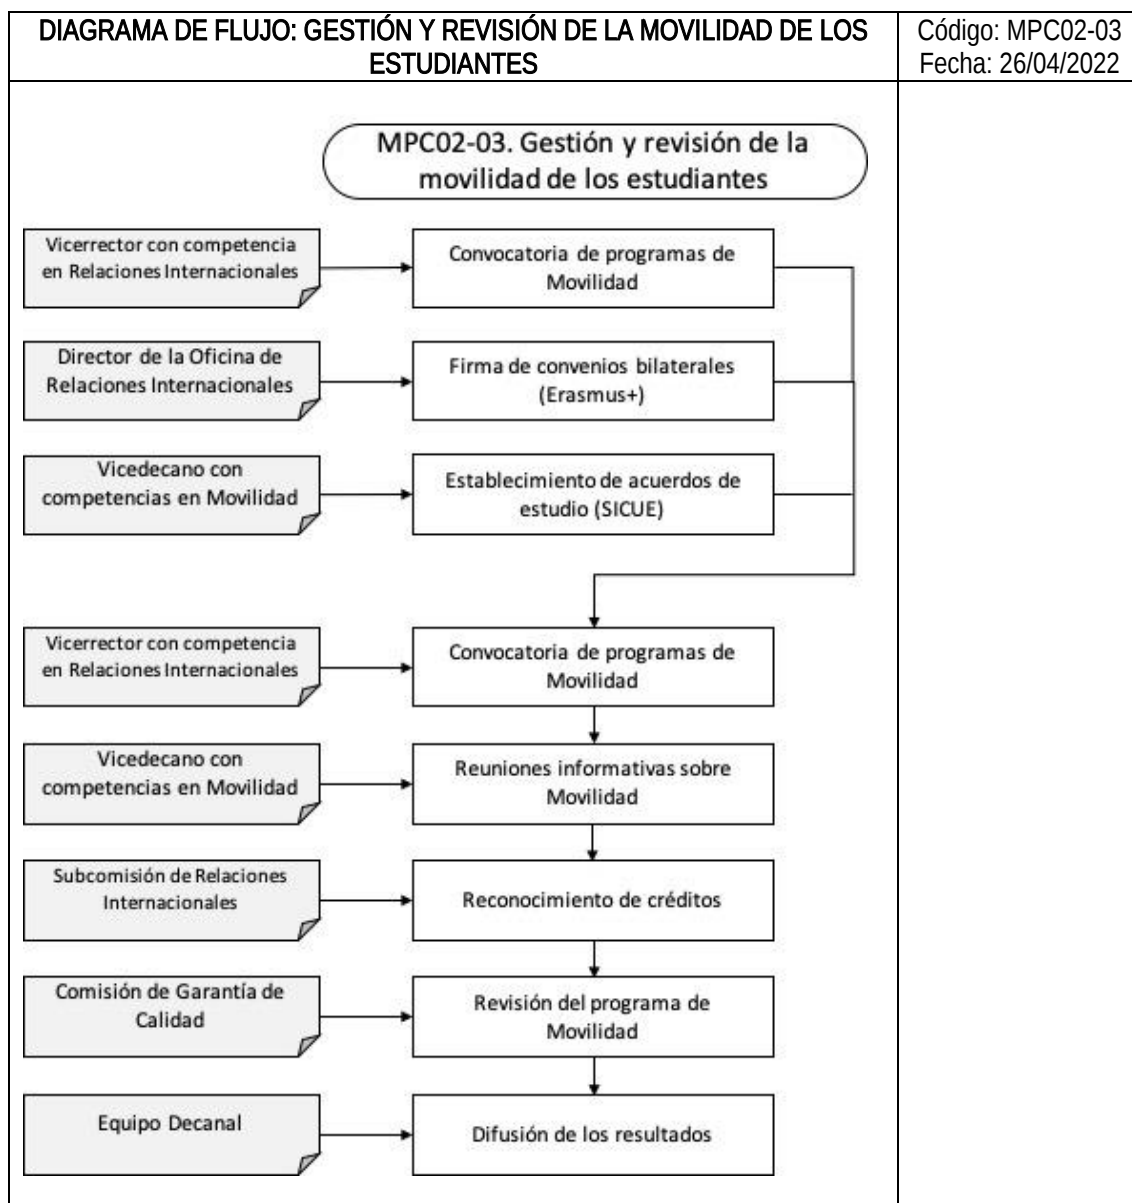 DIAGRAMA DE FLUJO: GESTIÓN Y REVISIÓN DE LA MOVILIDAD DE LOS
ESTUDIANTES
Código: MPC02-03
Fecha: 26/04/2022
MPC02-03. Gestión y revisión de la
movilidad de los estudiantes
Vicerrector con competencia
en Relaciones Internacionales
Convocatoria de programas de
Movilidad
Director de la Oficina de
Relaciones Internacionales
Firma de convenios bilaterales
(Erasmus+)
Vicedecano con
competencias en Movilidad
Establecimiento de acuerdos de
estudio (SICUE)
Vicerrector con competencia
en Relaciones Internacionales
Convocatoria de programas de
Movilidad
Vicedecano con
competencias en Movilidad
Reuniones informativas sobre
Movilidad
Subcomisión de Relaciones
Internacionales
Reconocimiento de créditos
Comisión de Garantía de
Calidad
Revisión del programa de
Movilidad
Equipo Decanal
Difusión de los resultados